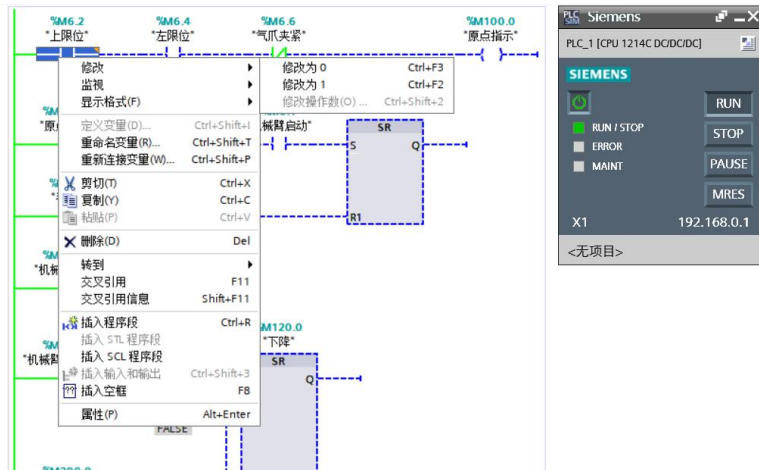 %M6.2 %M6.4 %M6.6 %M100.0
"上限位" "左限位" "气爪夹紧" "原点指示"
修改
监视
显示格式(F)
定义变量(D)... Ctrl+Shift+I
重命名变量(R)... Ctrl+Shift+T
重新连接变量(W)... Ctrl+Shift+P
剪切(T) Ctrl+X
复制(Y) Ctrl+C
粘贴(P) Ctrl+V
删除(D) Del
转到
交叉引用 F11
交叉引用信息 Shift+F11
插入程序段 Ctrl+R
插入 STL 程序段
插入 SCL 程序段
插入输入和输出 Ctrl+Shift+3
插入空框 F8
属性(P) Alt+Enter
修改为 0 Ctrl+F3
修改为 1 Ctrl+F2
修改操作数(O) ... Ctrl+Shift+2
%M
"原
械臂启动"
SR
S Q
R1
%M
"机械
%M
"机械臂
M120.0
"下降"
SR
Q
FALSE
%M200.0
PLC SIM Siemens
PLC_1 [CPU 1214C DC/DC/DC]
SIEMENS
RUN / STOP
ERROR
MAINT
RUN
STOP
PAUSE
MRES
X1 192.168.0.1
<无项目>